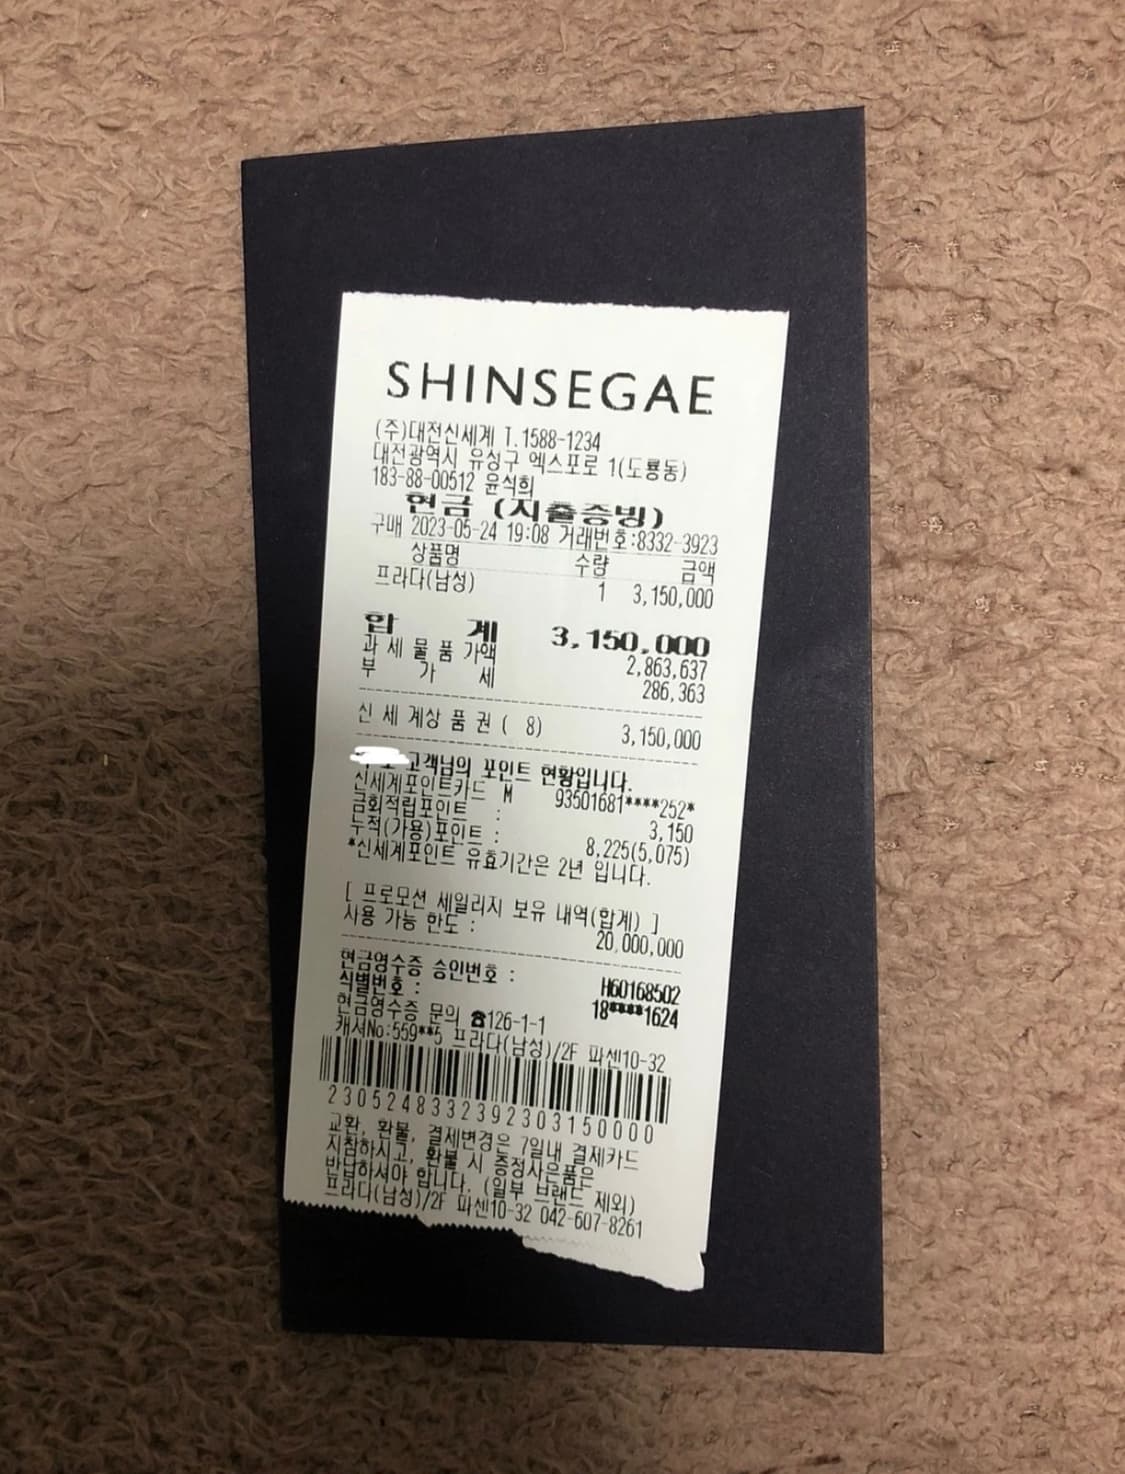 SHINSEGAE
(주)대전신세계 T.1588-1234
대전광역시 유성구 엑스포로 1(도룡동)
183-88-00512 윤석희
현금 (지출증빙)
구매 2023-05-24 19:08 거래번호:8332-3923
상품명 수량 금액
프라다(남성) 1 3,150,000
합 계 3,150,000
과 세 물 품 가액 2,863,637
부 가 세 286,363
신 세 계상 품 권 ( 8) 3,150,000
고객님의 포인트 현황입니다.
신세계포인트카드 M 93501681****252*
금회적립포인트 : 3,150
누적(가용)포인트 : 8,225(5,075)
*신세계포인트 유효기간은 2년 입니다.
[ 프로모션 세일리지 보유 내역(합계) ]
사용 가능 한도 : 20,000,000
현금영수증 승인번호 : H60168502
식별번호 : 18****1624
현금영수증 문의 ☎126-1-1
캐셔No:559**5 프라다(남성)/2F 파센10-32
2305248332392303150000
교환, 환불, 결제변경은 7일내 결제카드
지참하시고, 환불 시 증정사은품은
반납하셔야 합니다. (일부 브랜드 제외)
프라다(남성)/2F 파센10-32 042-607-8261